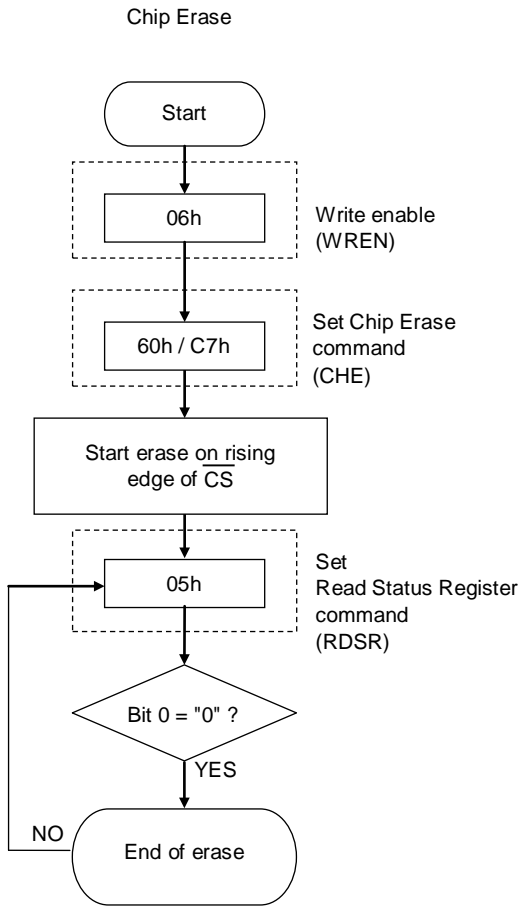 Chip Erase
Start
06h
Write enable
(WREN)
60h / C7h
Set Chip Erase
command
(CHE)
Start erase on rising
edge of C̅S̅
05h
Set
Read Status Register
command
(RDSR)
Bit 0 = "0" ?
YES
NO
End of erase